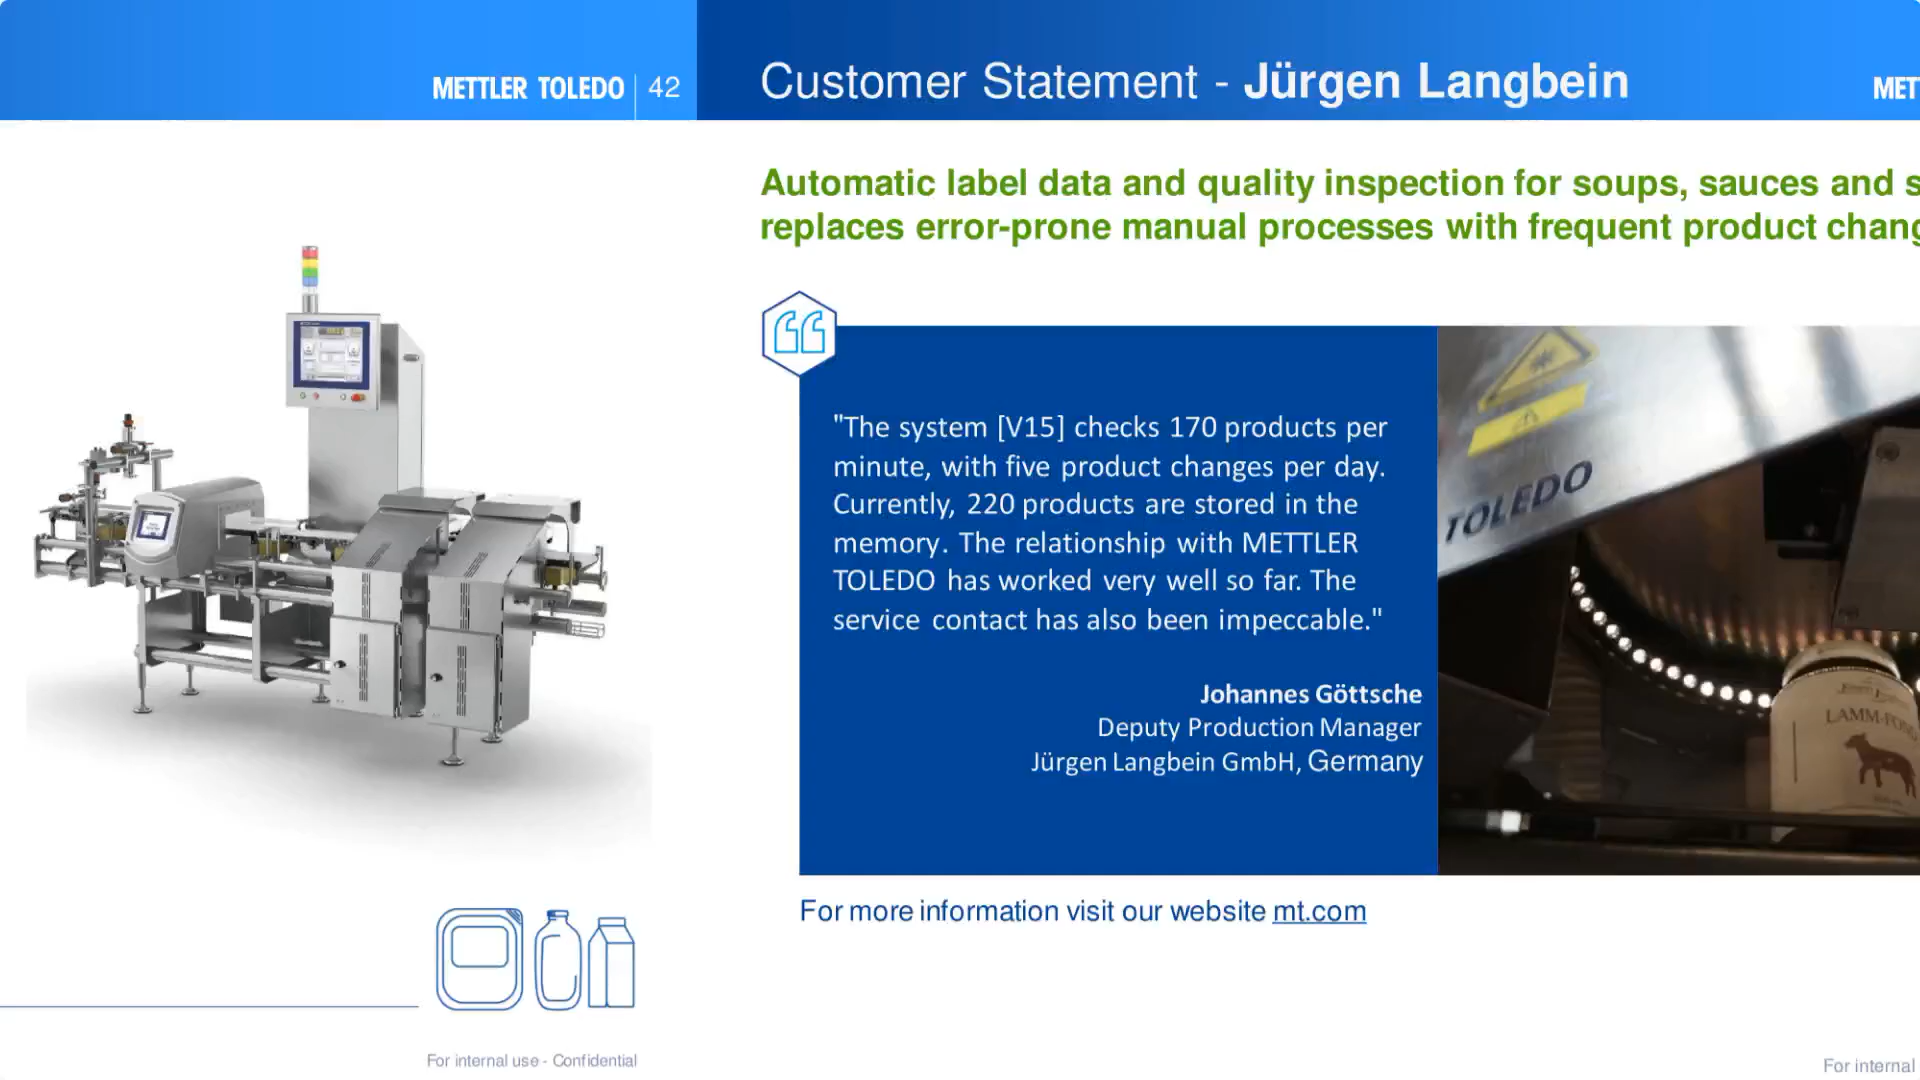 METTLER TOLEDO 42
For internal use - Confidential
Customer Statement - Jürgen Langbein
MET
Automatic label data and quality inspection for soups, sauces and s
replaces error-prone manual processes with frequent product chang
"The system [V15] checks 170 products per
minute, with five product changes per day.
Currently, 220 products are stored in the
memory. The relationship with METTLER
TOLEDO has worked very well so far. The
service contact has also been impeccable."
Johannes Göttsche
Deputy Production Manager
Jürgen Langbein GmbH, Germany
TOLEDO
LAMM-FOND
For more information visit our website mt.com
For internal